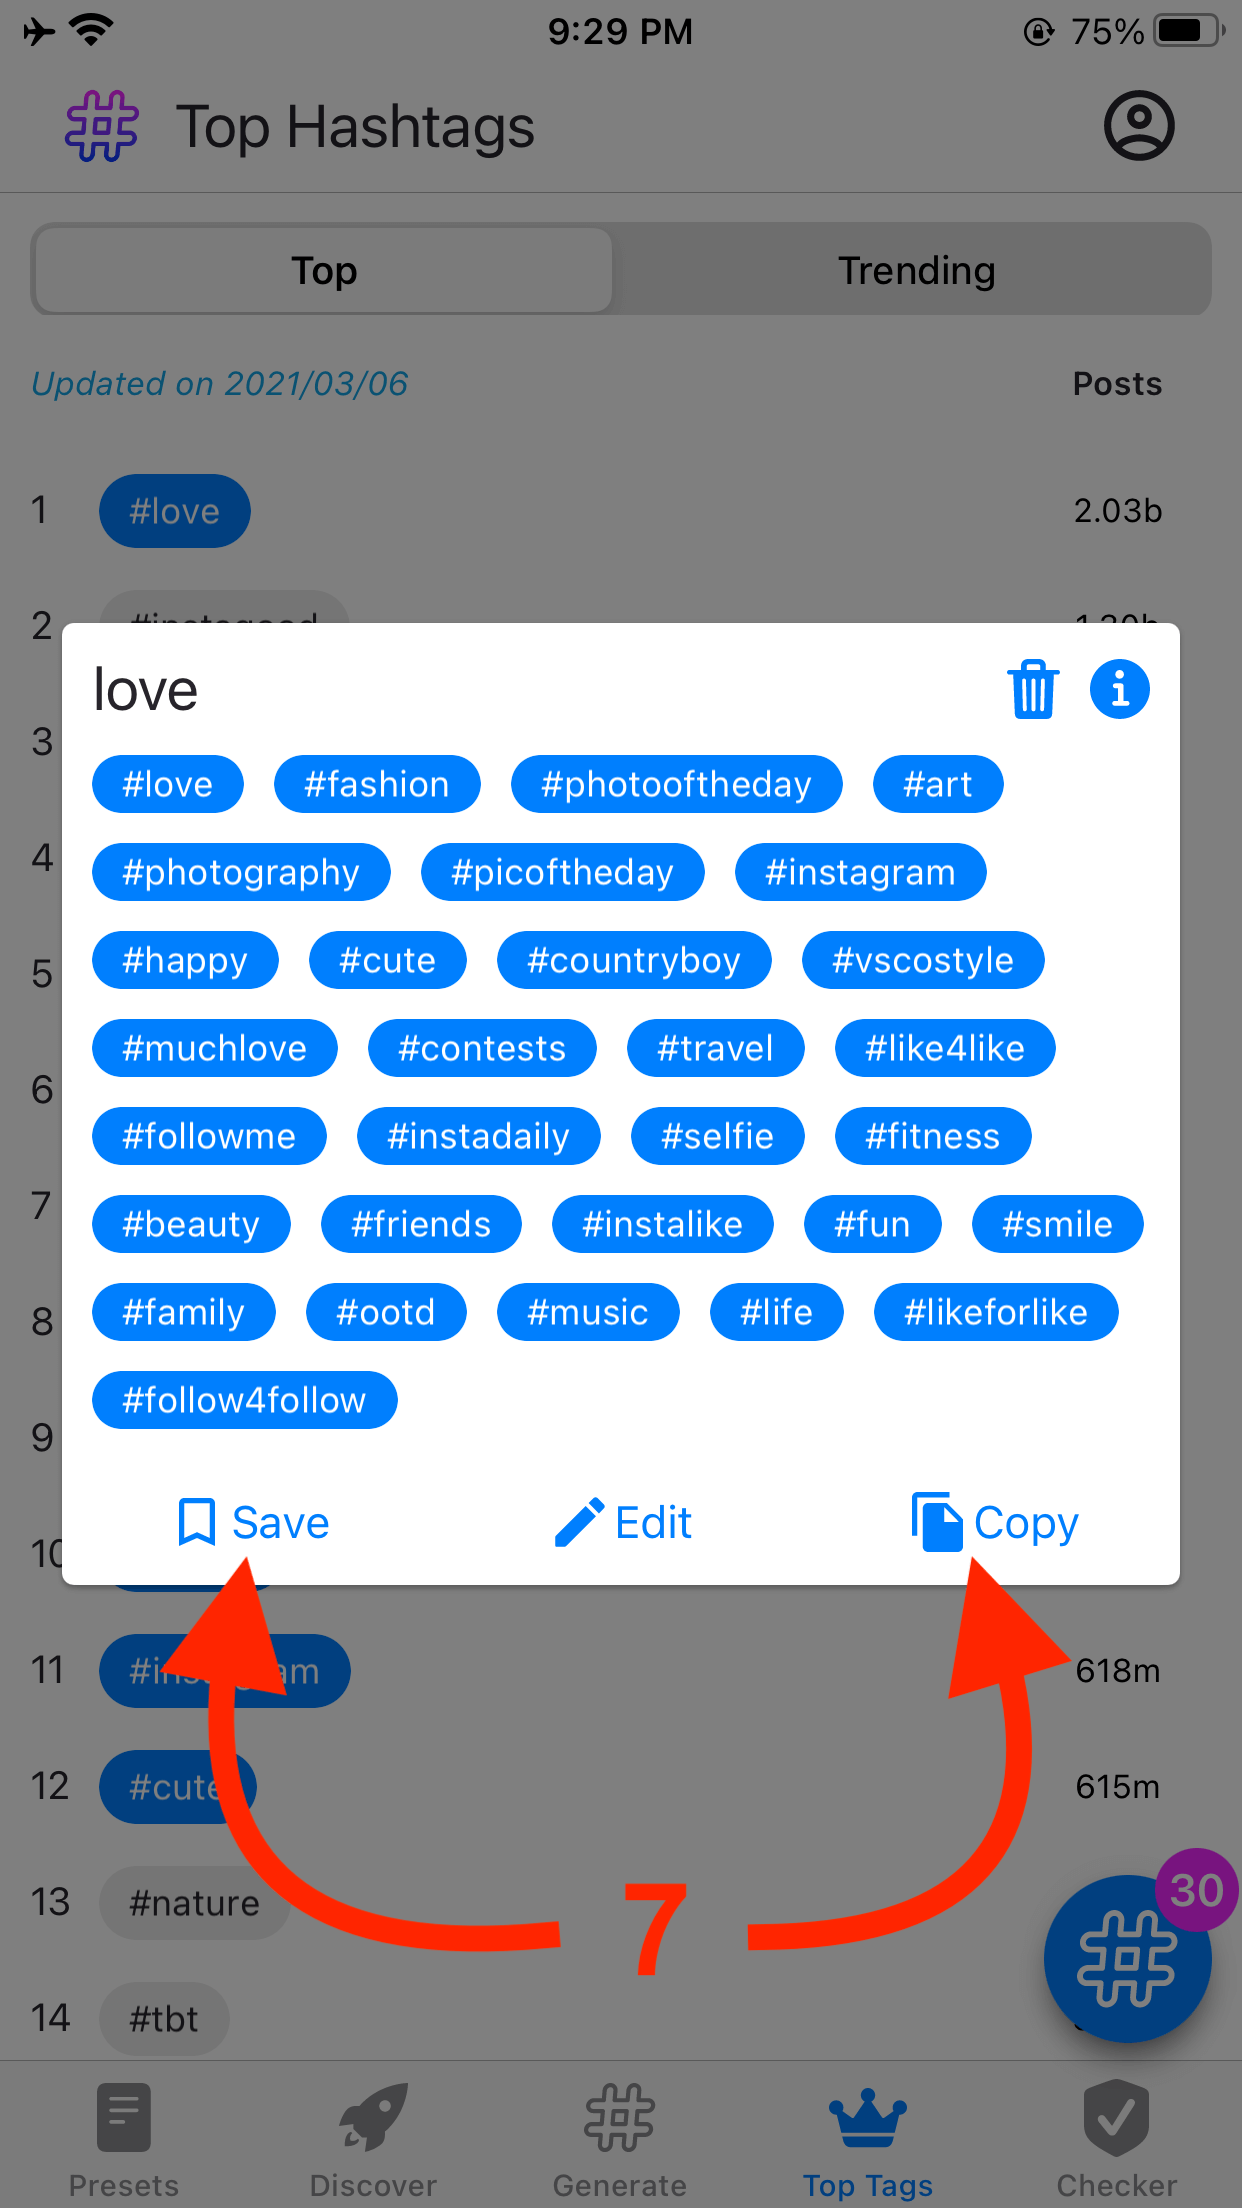 9:29 PM 75%
Top Hashtags
Top Trending
Updated on 2021/03/06 Posts
1 #love 2.03b
2
love
3
#love #fashion #photooftheday #art
4 #photography #picoftheday #instagram
5 #happy #cute #countryboy #vscostyle
#muchlove #contests #travel #like4like
6
#followme #instadaily #selfie #fitness
7 #beauty #friends #instalike #fun #smile
8 #family #ootd #music #life #likeforlike
#follow4follow
9
Save Edit Copy
10
11 618m
12 #cute 615m
13 #nature 7 30
14 #tbt
Presets Discover Generate Top Tags Checker